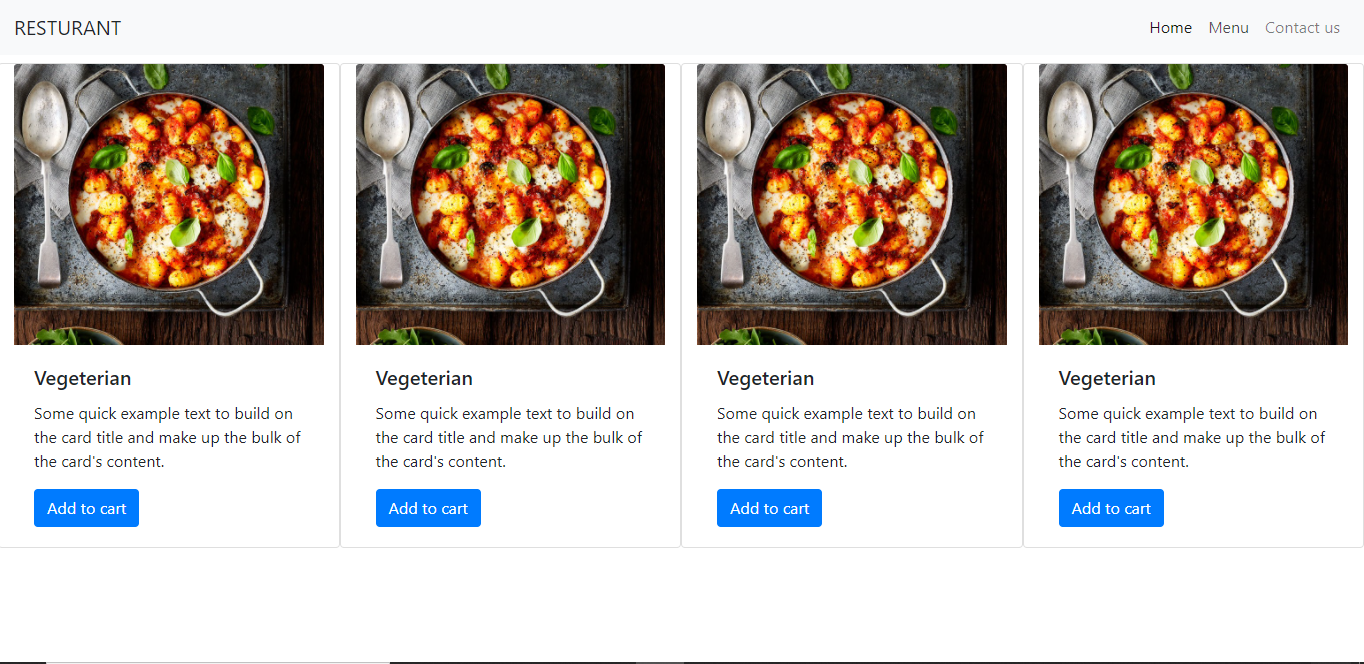 RESTURANT
Home Menu Contact us
Vegeterian
Some quick example text to build on
the card title and make up the bulk of
the card's content.
Add to cart
Vegeterian
Some quick example text to build on
the card title and make up the bulk of
the card's content.
Add to cart
Vegeterian
Some quick example text to build on
the card title and make up the bulk of
the card's content.
Add to cart
Vegeterian
Some quick example text to build on
the card title and make up the bulk of
the card's content.
Add to cart